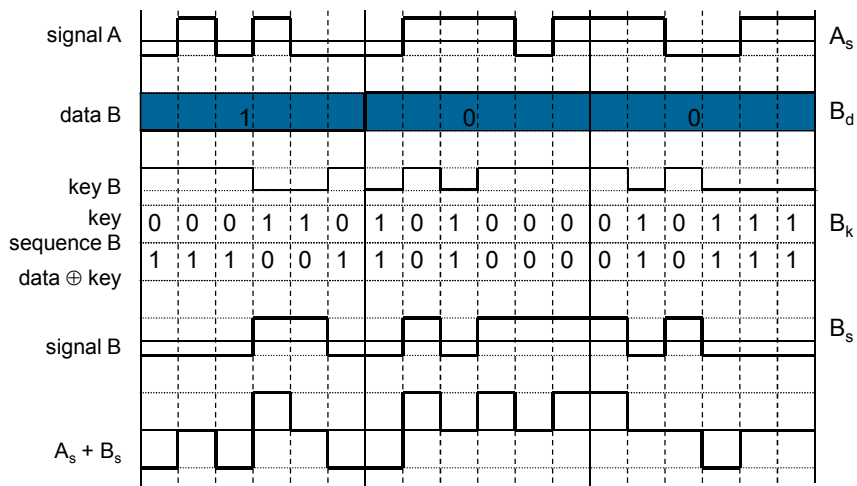 signal A A_s
data B 1 0 0 B_d
key B
key 0 0 0 1 1 0 1 0 1 0 0 0 0 1 0 1 1 1 B_k
sequence B
1 1 1 0 0 1 1 0 1 0 0 0 0 1 0 1 1 1
data ⊕ key
signal B B_s
A_s + B_s